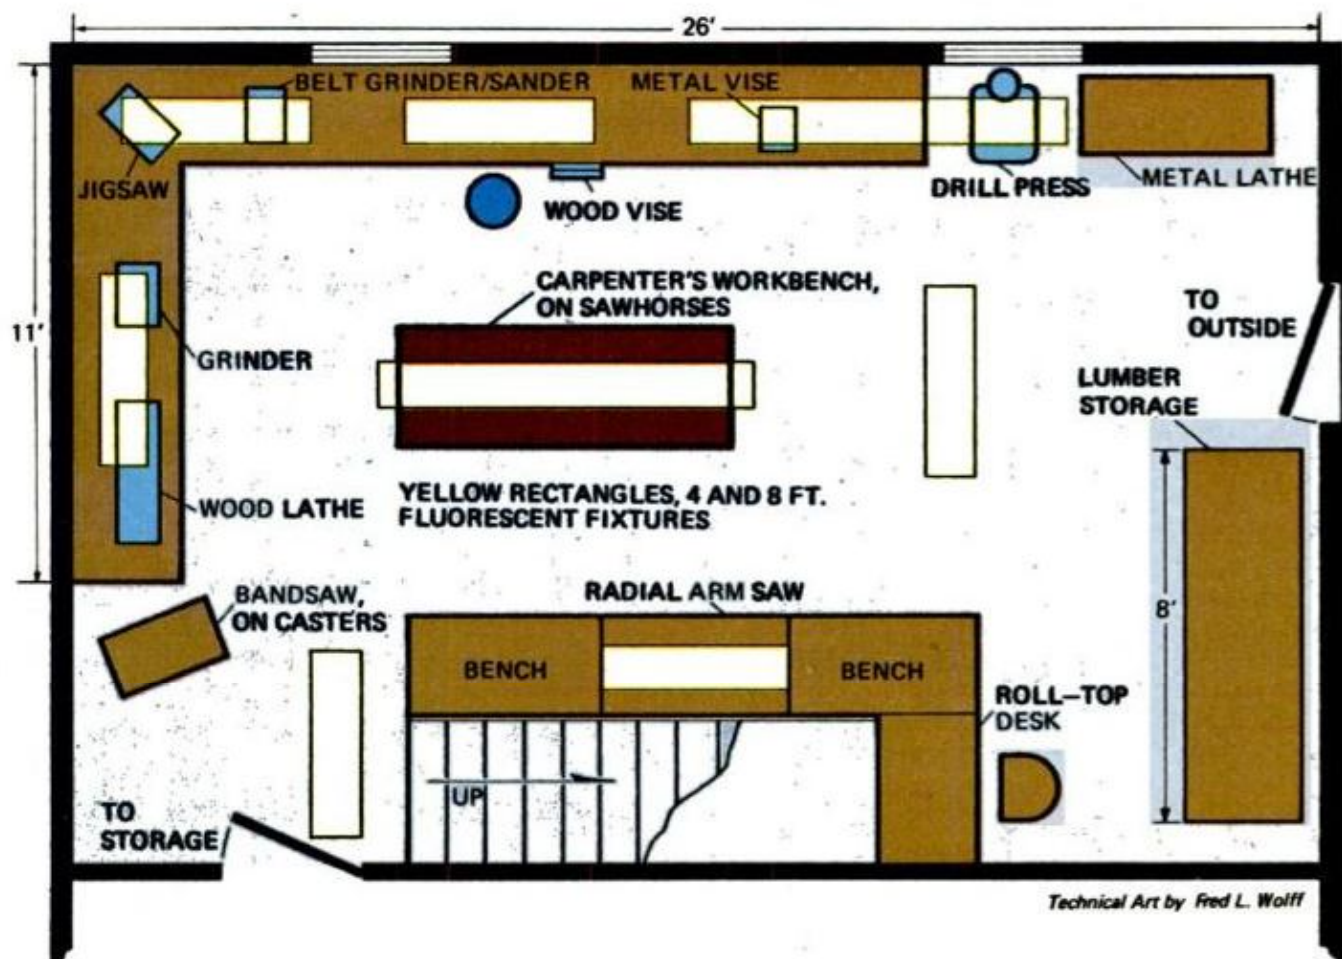 26'
BELT GRINDER/SANDER
METAL VISE
JIGSAW
WOOD VISE
DRILL PRESS
METAL LATHE
CARPENTER'S WORKBENCH,
ON SAWHORSES
TO
OUTSIDE
11'
GRINDER
LUMBER
STORAGE
WOOD LATHE
YELLOW RECTANGLES, 4 AND 8 FT.
FLUORESCENT FIXTURES
BANDSAW,
ON CASTERS
RADIAL ARM SAW
8'
BENCH
BENCH
ROLL-TOP
DESK
UP
TO
STORAGE
Technical Art by Fred L. Wolff